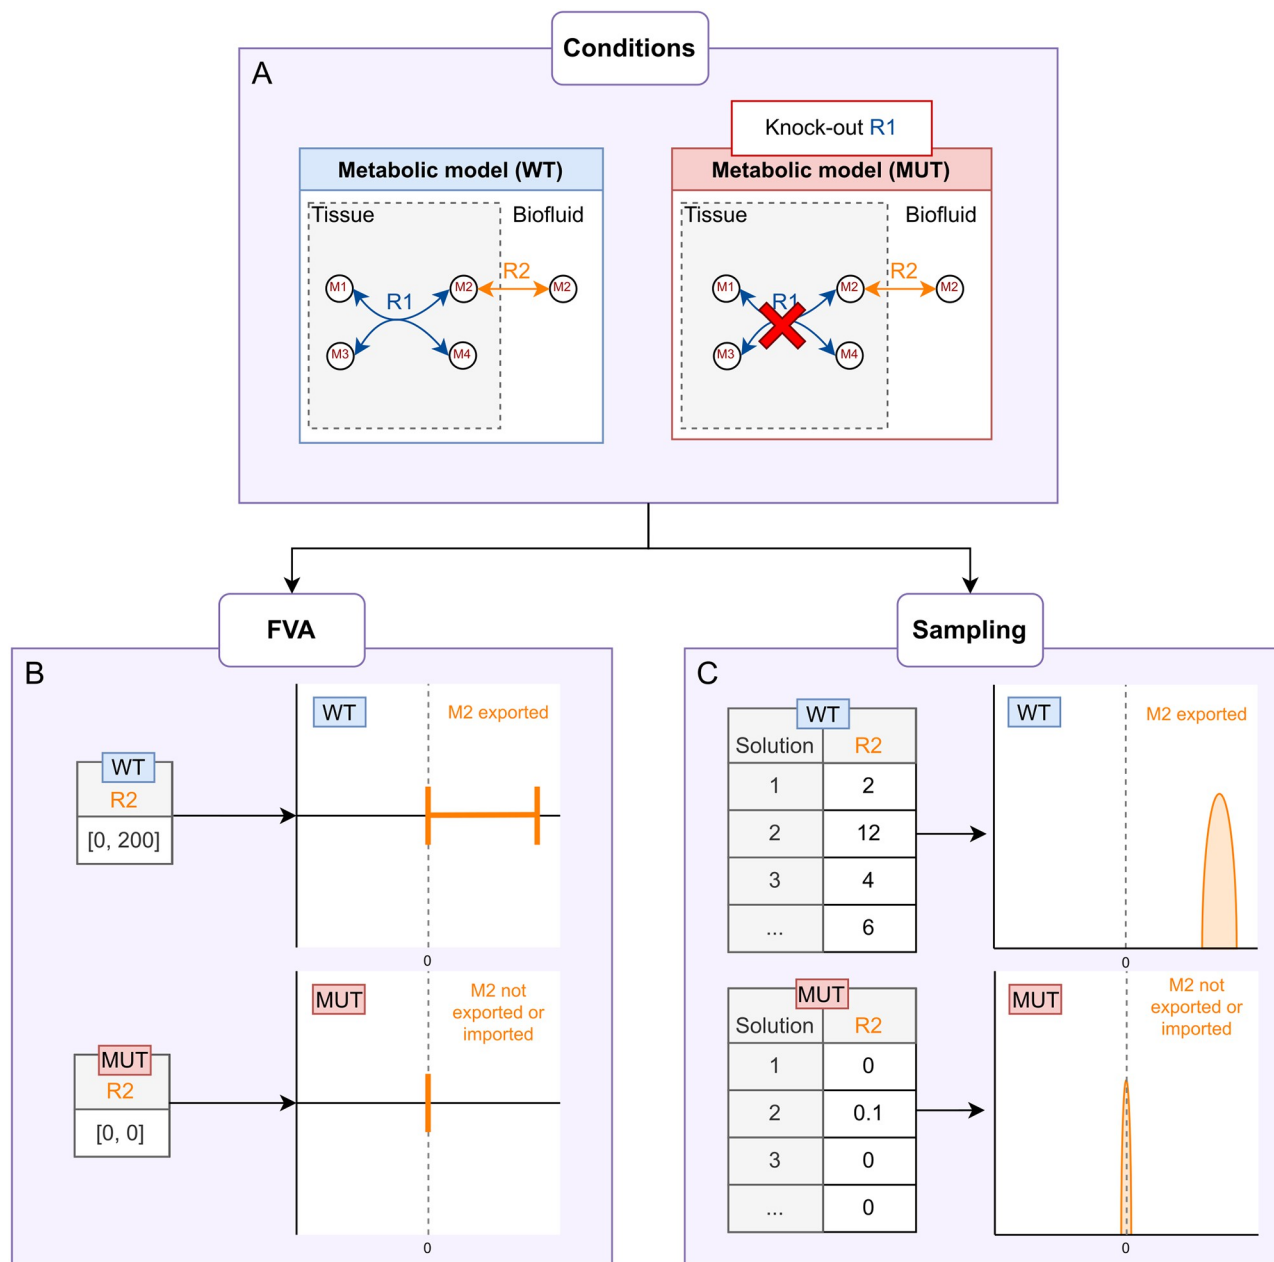 Conditions
A
Knock-out R1
Metabolic model (WT)
Tissue
Biofluid
M1
R1
M2
R2
M2
M3
M4
Metabolic model (MUT)
Tissue
Biofluid
M1
R1
M2
R2
M2
M3
M4
FVA
B
WT
R2
[0, 200]
WT
M2 exported
0
MUT
R2
[0, 0]
MUT
M2 not
exported or
imported
0
Sampling
C
WT
Solution R2
1 2
2 12
3 4
... 6
WT
M2 exported
0
MUT
Solution R2
1 0
2 0.1
3 0
... 0
MUT
M2 not
exported or
imported
0